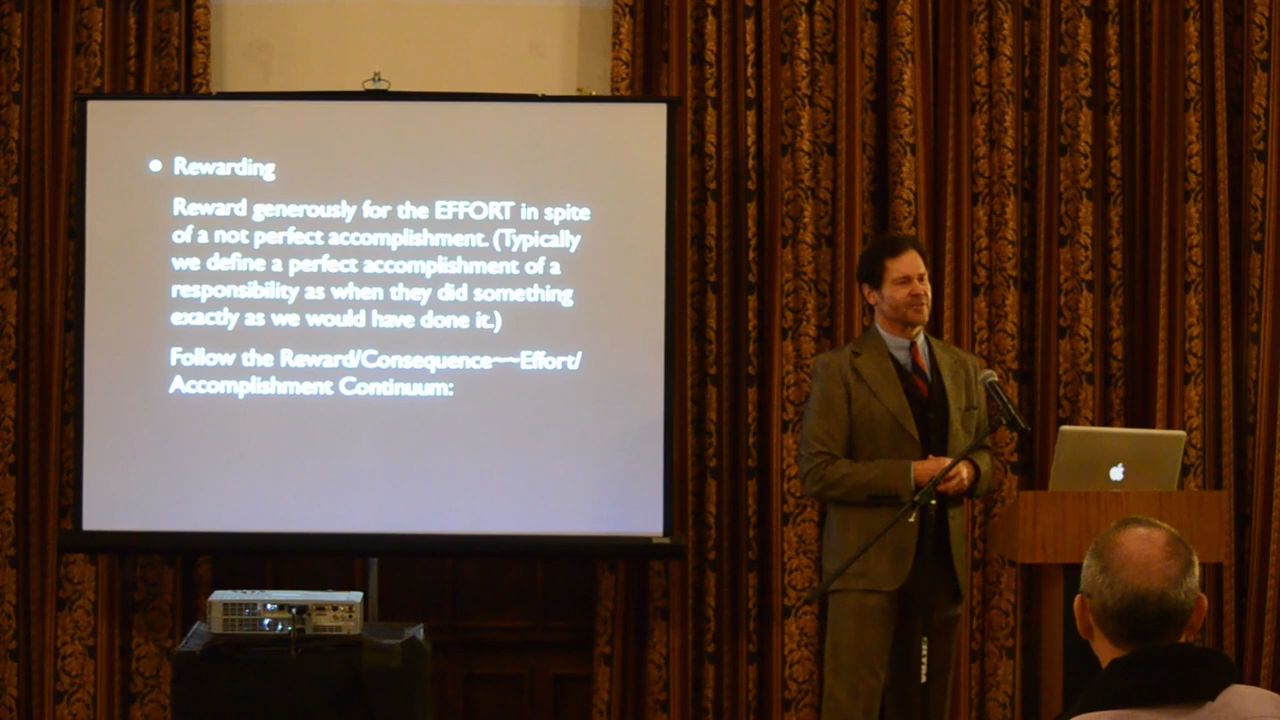 Rewarding
Reward generously for the EFFORT in spite
of a not perfect accomplishment. (Typically
we define a perfect accomplishment of a
responsibility as when they did something
exactly as we would have done it.)
Follow the Reward/Consequence~~Effort/
Accomplishment Continuum: